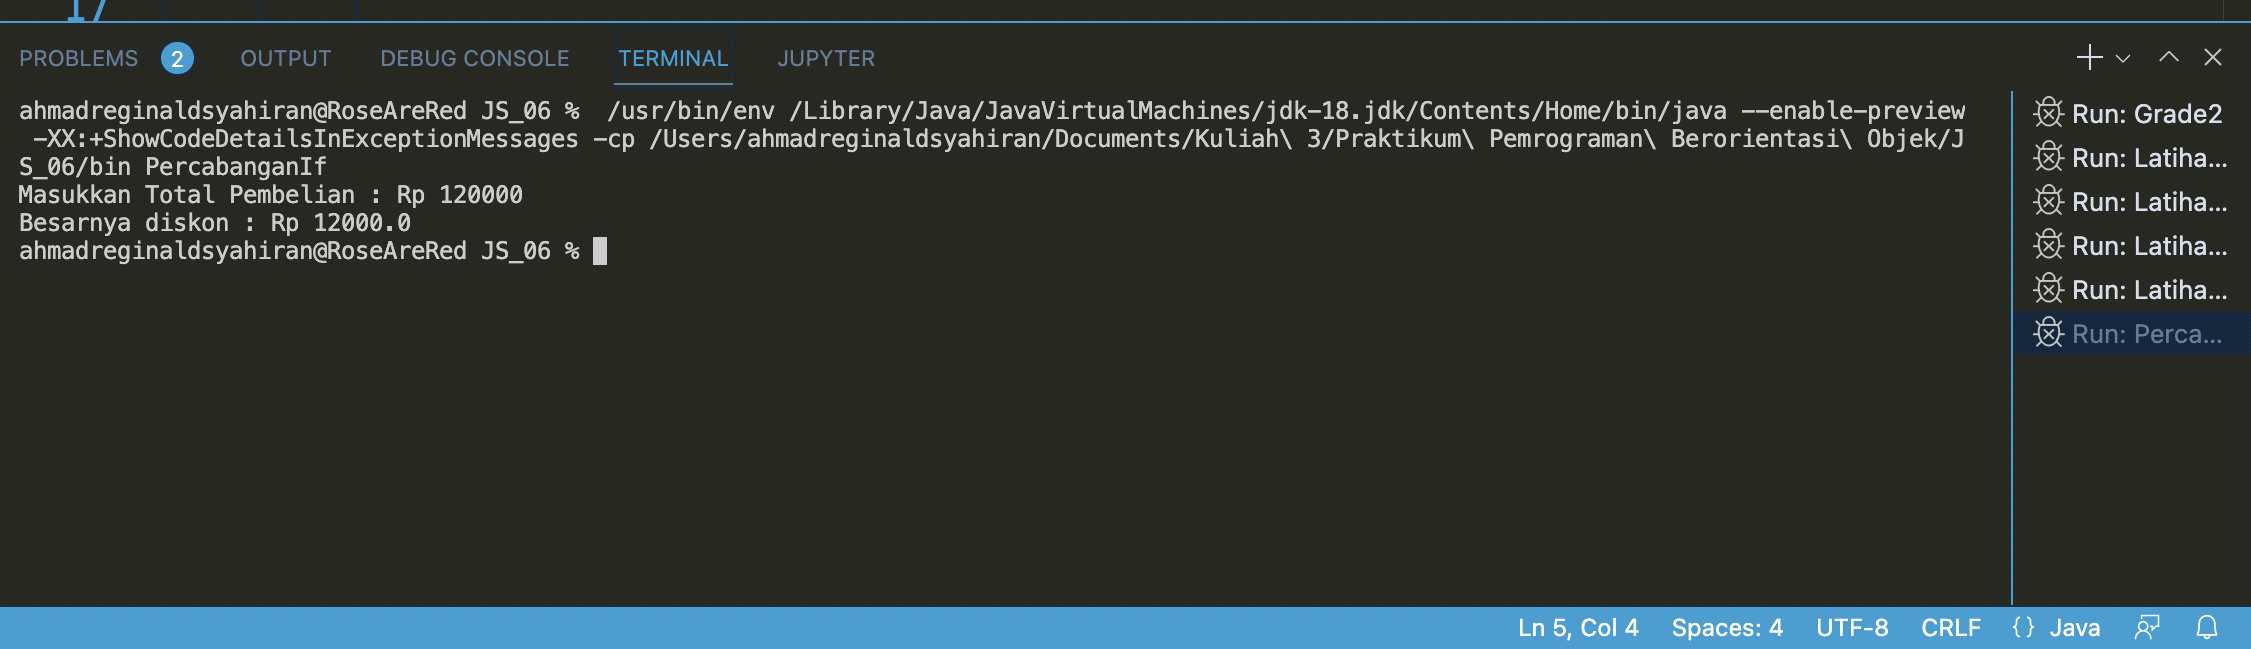 17
PROBLEMS 2 OUTPUT DEBUG CONSOLE TERMINAL JUPYTER
ahmadreginaldsyahiran@RoseAreRed JS_06 %  /usr/bin/env /Library/Java/JavaVirtualMachines/jdk-18.jdk/Contents/Home/bin/java --enable-preview
 -XX:+ShowCodeDetailsInExceptionMessages -cp /Users/ahmadreginaldsyahiran/Documents/Kuliah\ 3/Praktikum\ Pemrograman\ Berorientasi\ Objek/J
S_06/bin PercabanganIf
Masukkan Total Pembelian : Rp 120000
Besarnya diskon : Rp 12000.0
ahmadreginaldsyahiran@RoseAreRed JS_06 %
Run: Grade2
Run: Latiha...
Run: Latiha...
Run: Latiha...
Run: Latiha...
Run: Perca...
Ln 5, Col 4 Spaces: 4 UTF-8 CRLF {} Java